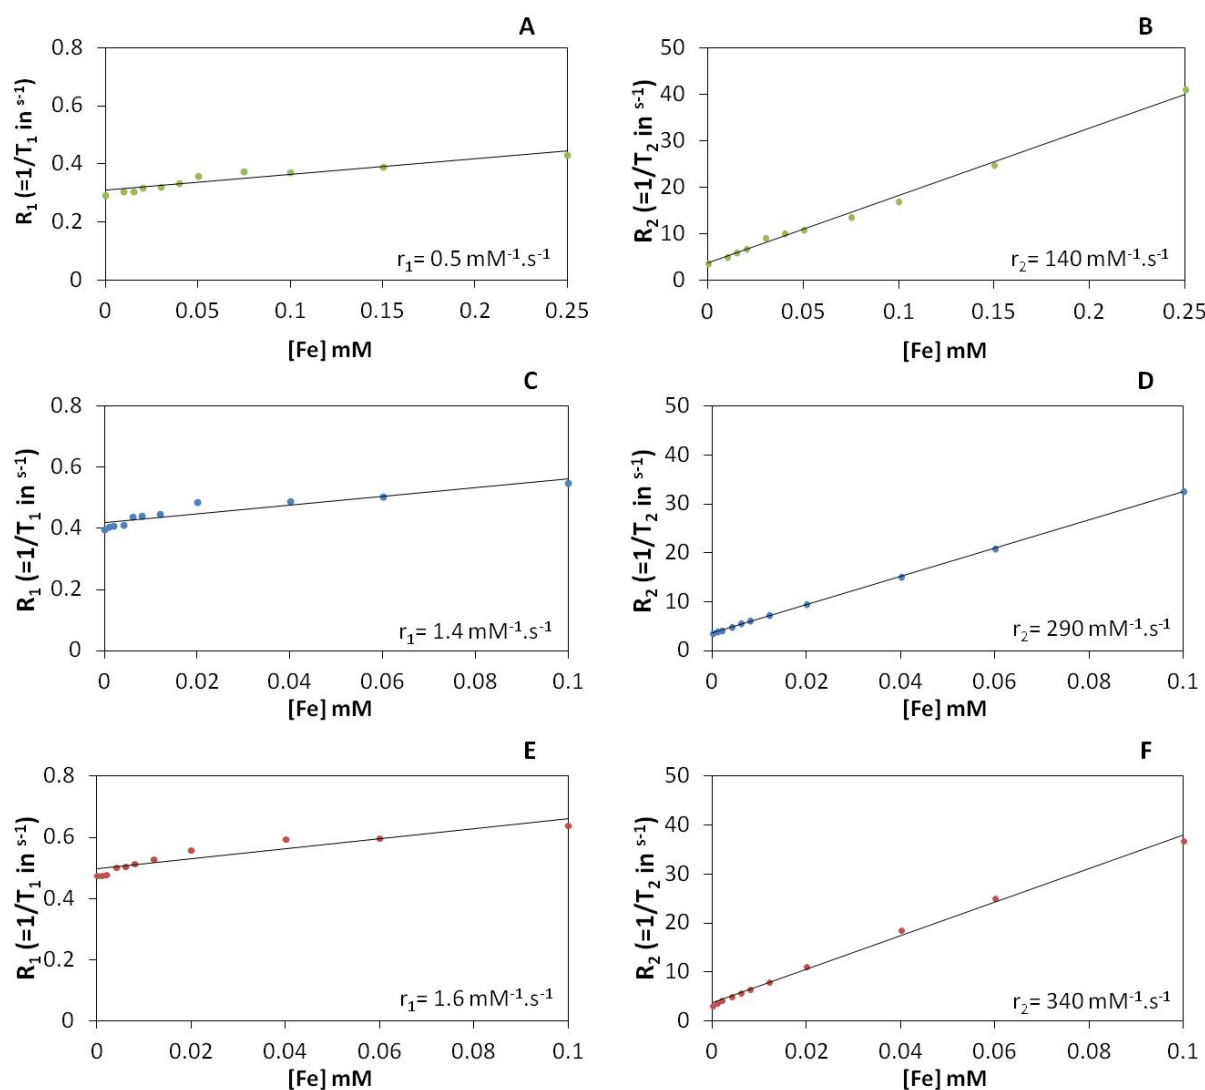 A
R₁ (=1/T₁ in s⁻¹)
0.8
0.6
0.4
0.2
0
r₁= 0.5 mM⁻¹.s⁻¹
0 0.05 0.1 0.15 0.2 0.25
[Fe] mM
B
R₂ (=1/T₂ in s⁻¹)
50
40
30
20
10
0
r₂= 140 mM⁻¹.s⁻¹
0 0.05 0.1 0.15 0.2 0.25
[Fe] mM
C
R₁ (=1/T₁ in s⁻¹)
0.8
0.6
0.4
0.2
0
r₁= 1.4 mM⁻¹.s⁻¹
0 0.02 0.04 0.06 0.08 0.1
[Fe] mM
D
R₂ (=1/T₂ in s⁻¹)
50
40
30
20
10
0
r₂= 290 mM⁻¹.s⁻¹
0 0.02 0.04 0.06 0.08 0.1
[Fe] mM
E
R₁ (=1/T₁ in s⁻¹)
0.8
0.6
0.4
0.2
0
r₁= 1.6 mM⁻¹.s⁻¹
0 0.02 0.04 0.06 0.08 0.1
[Fe] mM
F
R₂ (=1/T₂ in s⁻¹)
50
40
30
20
10
0
r₂= 340 mM⁻¹.s⁻¹
0 0.02 0.04 0.06 0.08 0.1
[Fe] mM